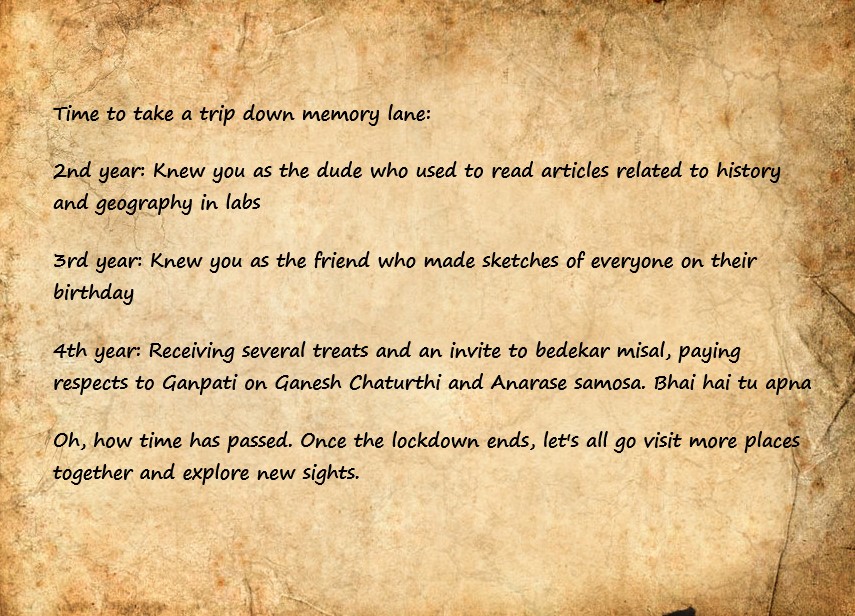 Time to take a trip down memory lane:
2nd year: Knew you as the dude who used to read articles related to history
and geography in labs
3rd year: Knew you as the friend who made sketches of everyone on their
birthday
4th year: Receiving several treats and an invite to bedekar misal, paying
respects to Ganpati on Ganesh Chaturthi and Anarase samosa. Bhai hai tu apna
Oh, how time has passed. Once the lockdown ends, let's all go visit more places
together and explore new sights.